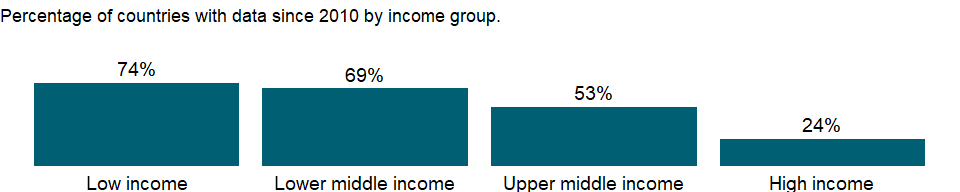 Percentage of countries with data since 2010 by income group.
74%
69%
53%
24%
Low income
Lower middle income
Upper middle income
High income